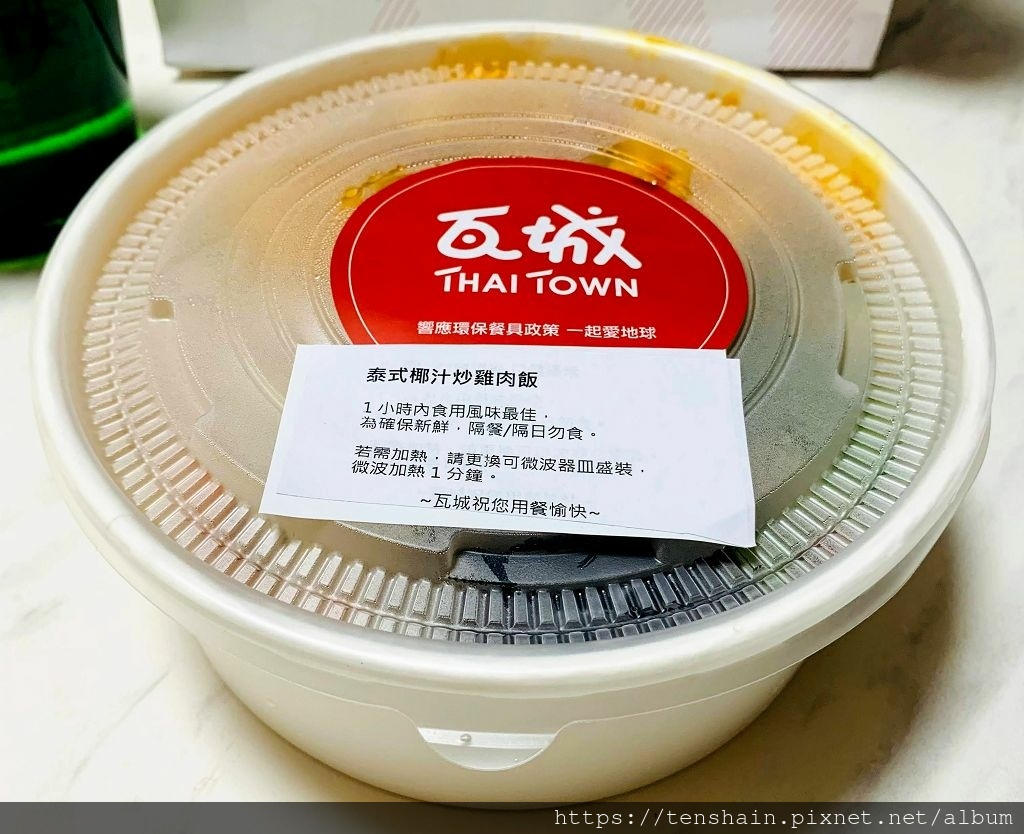 瓦城
THAI TOWN
響應環保餐具政策 一起愛地球
泰式椰汁炒雞肉飯
1 小時內食用風味最佳，
為確保新鮮，隔餐/隔日勿食。
若需加熱，請更換可微波器皿盛裝，
微波加熱 1 分鐘。
~瓦城祝您用餐愉快~
https://tenshain.pixnet.net/album